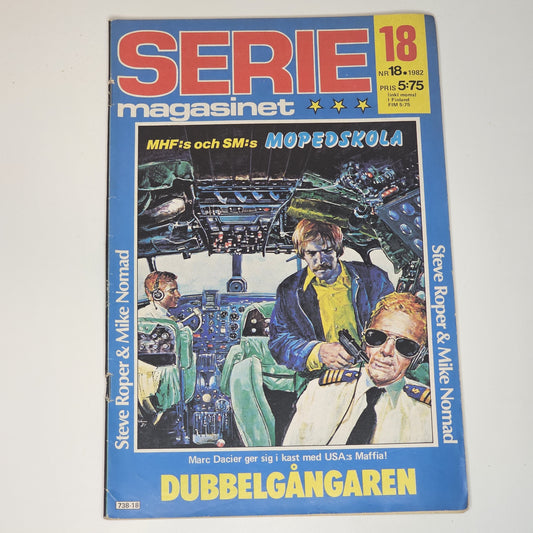 SERIE
magasinet
18
NR 18 • 1982
PRIS 5:75
(inkl moms)
I Finland
FIM 5:75
MHF:s och SM:s MOPEDSKOLA
Steve Roper & Mike Nomad
Steve Roper & Mike Nomad
Marc Dacier ger sig i kast med USA:s Maffia!
DUBBELGÅNGAREN
738-18